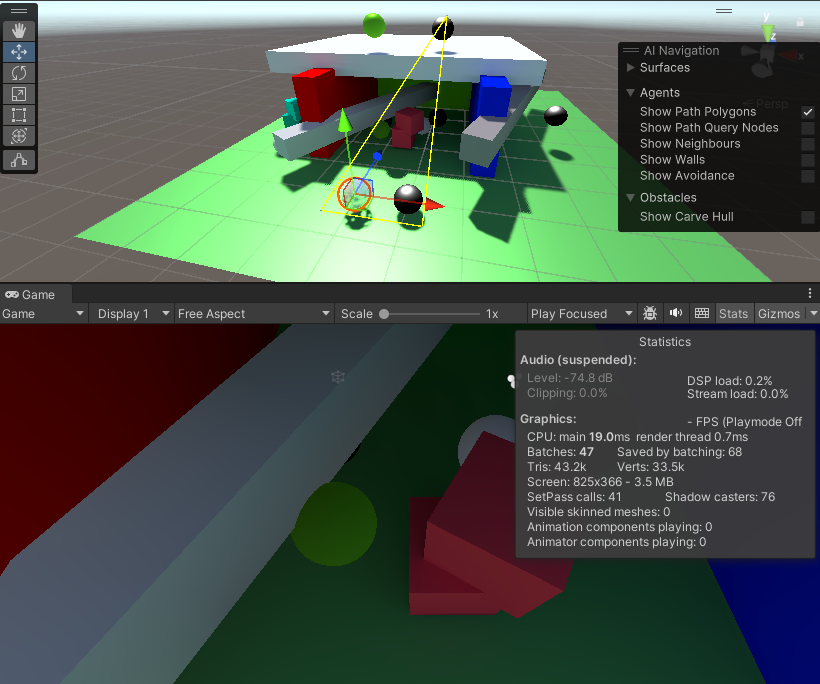 y
z
x
< Persp
AI Navigation
Surfaces
Agents
Show Path Polygons
Show Path Query Nodes
Show Neighbours
Show Walls
Show Avoidance
Obstacles
Show Carve Hull
Game
Game Display 1 Free Aspect Scale 1x Play Focused Stats Gizmos
Statistics
Audio (suspended):
Level: -74.8 dB DSP load: 0.2%
Clipping: 0.0% Stream load: 0.0%
Graphics: - FPS (Playmode Off
CPU: main 19.0ms render thread 0.7ms
Batches: 47 Saved by batching: 68
Tris: 43.2k Verts: 33.5k
Screen: 825x366 - 3.5 MB
SetPass calls: 41 Shadow casters: 76
Visible skinned meshes: 0
Animation components playing: 0
Animator components playing: 0